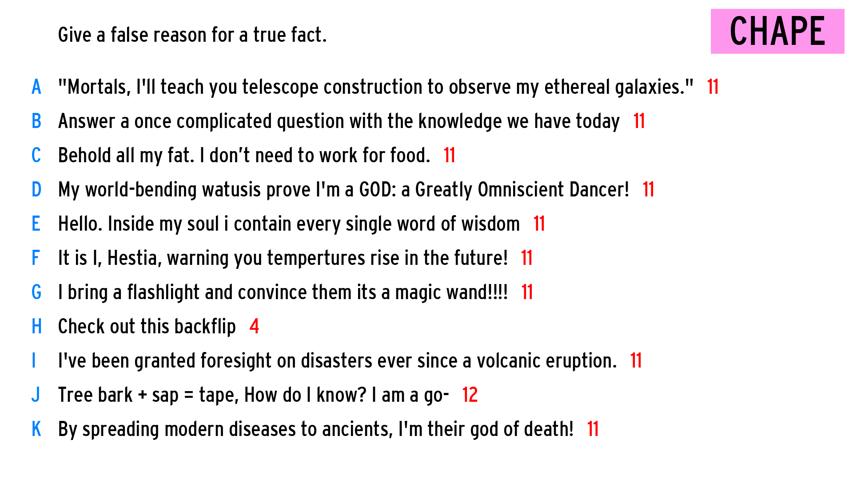 Give a false reason for a true fact.
CHAPE
A "Mortals, I'll teach you telescope construction to observe my ethereal galaxies." 11
B Answer a once complicated question with the knowledge we have today 11
C Behold all my fat. I don't need to work for food. 11
D My world-bending watusis prove I'm a GOD: a Greatly Omniscient Dancer! 11
E Hello. Inside my soul i contain every single word of wisdom 11
F It is I, Hestia, warning you tempertures rise in the future! 11
G I bring a flashlight and convince them its a magic wand!!!! 11
H Check out this backflip 4
I I've been granted foresight on disasters ever since a volcanic eruption. 11
J Tree bark + sap = tape, How do I know? I am a go- 12
K By spreading modern diseases to ancients, I'm their god of death! 11